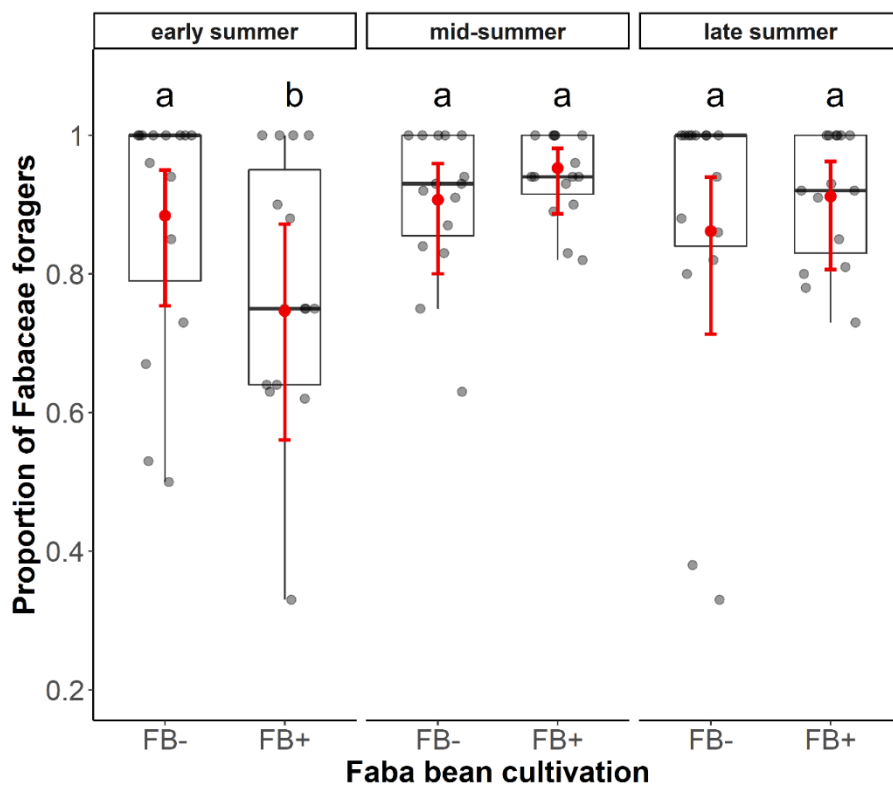 early summer mid-summer late summer
a b a a a a
Proportion of Fabaceae foragers
1
0.8
0.6
0.4
0.2
FB- FB+ FB- FB+ FB- FB+
Faba bean cultivation